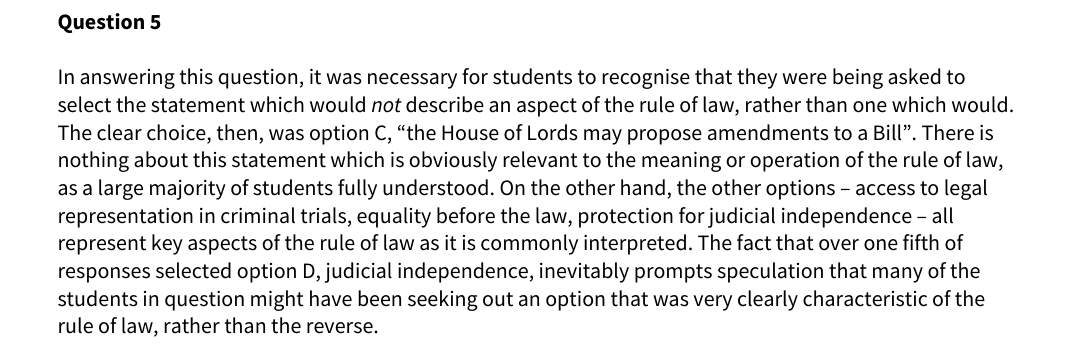 Question 5
In answering this question, it was necessary for students to recognise that they were being asked to
select the statement which would not describe an aspect of the rule of law, rather than one which would.
The clear choice, then, was option C, “the House of Lords may propose amendments to a Bill”. There is
nothing about this statement which is obviously relevant to the meaning or operation of the rule of law,
as a large majority of students fully understood. On the other hand, the other options – access to legal
representation in criminal trials, equality before the law, protection for judicial independence – all
represent key aspects of the rule of law as it is commonly interpreted. The fact that over one fifth of
responses selected option D, judicial independence, inevitably prompts speculation that many of the
students in question might have been seeking out an option that was very clearly characteristic of the
rule of law, rather than the reverse.